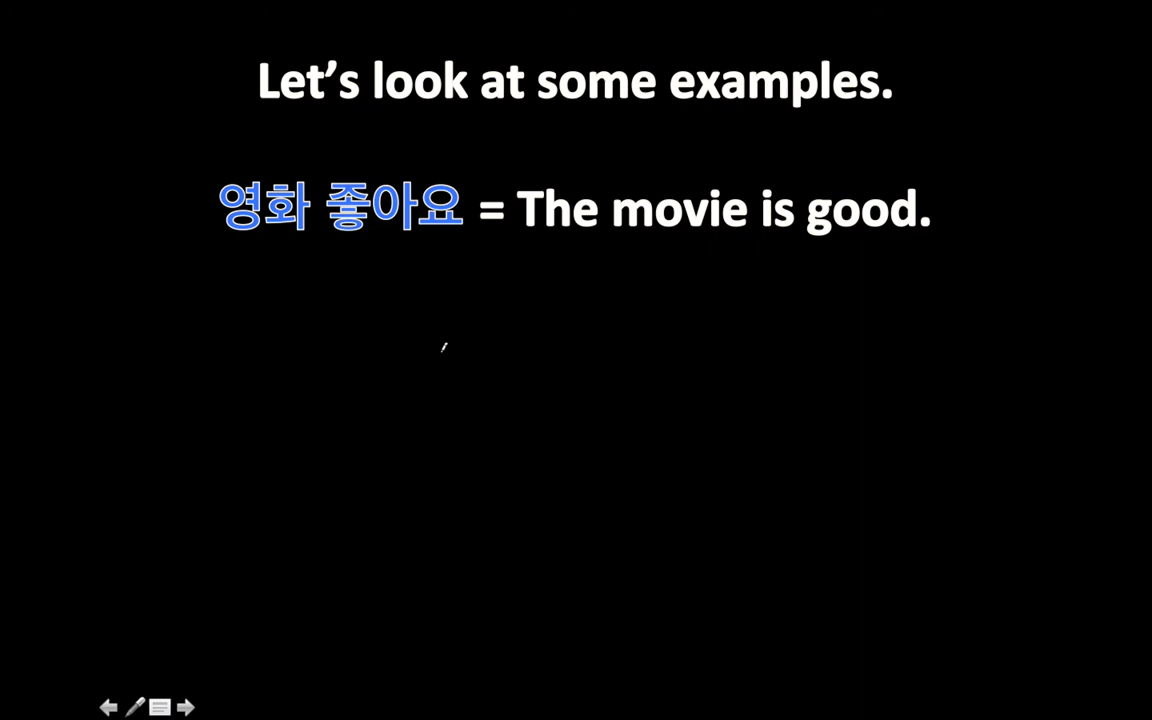 Let’s look at some examples.
영화 좋아요 = The movie is good.